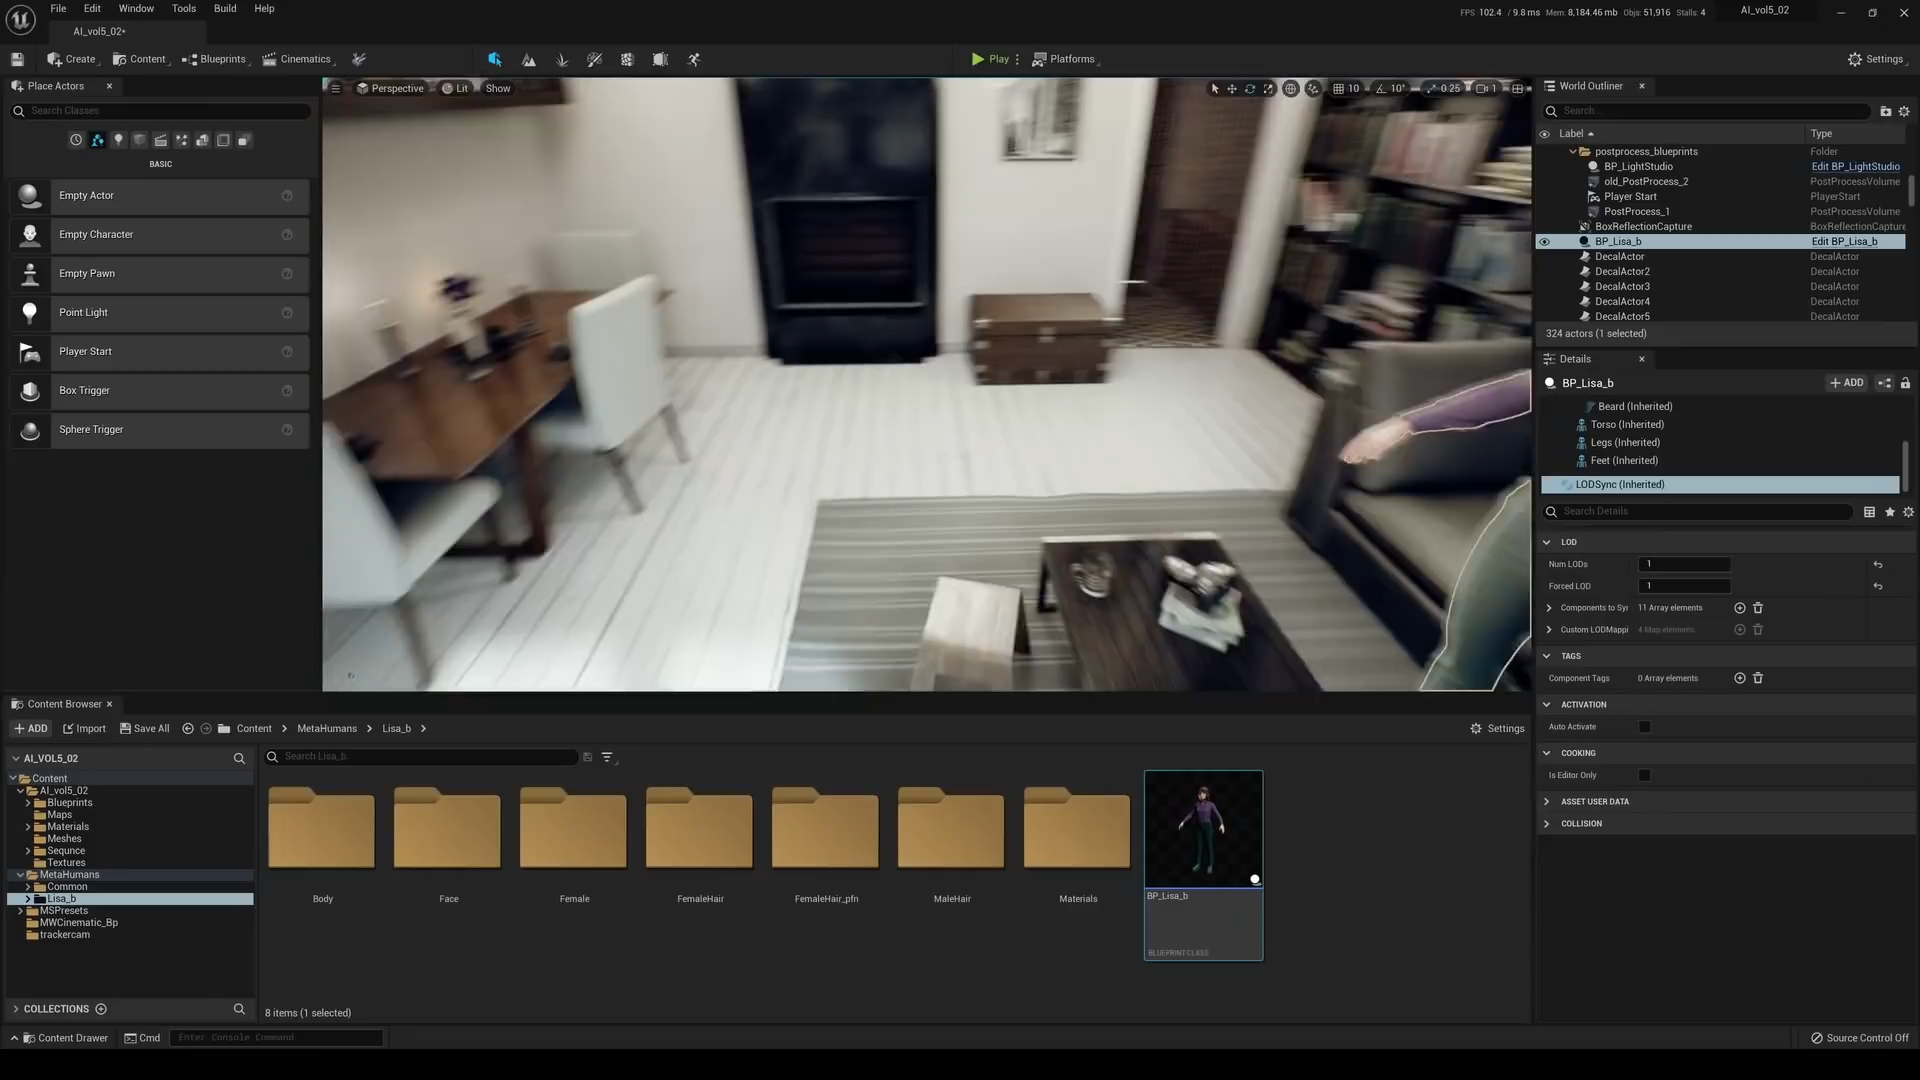 File Edit Window Tools Build Help
FPS 102.4 / 9.8 ms Mem: 8,184.46 mb Objs: 51,916 Stalls: 4
AI_vol5_02
AI_vol5_02*
Create
Content
Blueprints
Cinematics
Play
Platforms
Settings
Place Actors
Search Classes
BASIC
Empty Actor
Empty Character
Empty Pawn
Point Light
Player Start
Box Trigger
Sphere Trigger
Perspective
Lit
Show
10
10°
0.25
1
World Outliner
Search...
Label Type
postprocess_blueprints Folder
BP_LightStudio Edit BP_LightStudio
old_PostProcess_2 PostProcessVolume
Player Start PlayerStart
PostProcess_1 PostProcessVolume
BoxReflectionCapture BoxReflectionCapture
BP_Lisa_b Edit BP_Lisa_b
DecalActor DecalActor
DecalActor2 DecalActor
DecalActor3 DecalActor
DecalActor4 DecalActor
DecalActor5 DecalActor
324 actors (1 selected)
Details
BP_Lisa_b
+ ADD
Beard (Inherited)
Torso (Inherited)
Legs (Inherited)
Feet (Inherited)
LODSync (Inherited)
Search Details
LOD
Num LODs 1
Forced LOD 1
Components to Syn 11 Array elements
Custom LODMappi 4 Map elements
TAGS
Component Tags 0 Array elements
ACTIVATION
Auto Activate
COOKING
Is Editor Only
ASSET USER DATA
COLLISION
Content Browser
+ ADD
Import
Save All
Content
MetaHumans
Lisa_b
Settings
AI_VOL5_02
Content
AI_vol5_02
Blueprints
Maps
Materials
Meshes
Sequnce
Textures
MetaHumans
Common
Lisa_b
MSPresets
MWCinematic_Bp
trackercam
COLLECTIONS
Search Lisa_b
Body
Face
Female
FemaleHair
FemaleHair_pfn
MaleHair
Materials
BP_Lisa_b
BLUEPRINT CLASS
8 items (1 selected)
Content Drawer
Cmd
Enter Console Command
Source Control Off